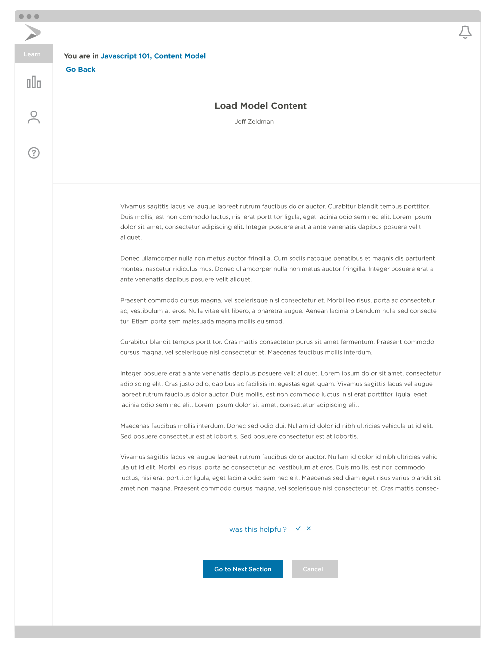 Learn
You are in Javascript 101, Content Model
Go Back
Load Model Content
Jeff Zeldman
Vivamus sagittis lacus vel augue laoreet rutrum faucibus dolor auctor. Curabitur blandit tempus porttitor.
Duis mollis, est non commodo luctus, nisi erat porttitor ligula, eget lacinia odio sem nec elit. Lorem ipsum
dolor sit amet, consectetur adipiscing elit. Integer posuere erat a ante venenatis dapibus posuere velit
aliquet.
Donec ullamcorper nulla non metus auctor fringilla. Cum sociis natoque penatibus et magnis dis parturient
montes, nascetur ridiculus mus. Donec ullamcorper nulla non metus auctor fringilla. Integer posuere erat a
ante venenatis dapibus posuere velit aliquet.
Praesent commodo cursus magna, vel scelerisque nisl consectetur et. Morbi leo risus, porta ac consectetur
ac, vestibulum at eros. Nulla vitae elit libero, a pharetra augue. Aenean lacinia bibendum nulla sed consecte
tur. Etiam porta sem malesuada magna mollis euismod.
Curabitur blandit tempus porttitor. Cras mattis consectetur purus sit amet fermentum. Praesent commodo
cursus magna, vel scelerisque nisl consectetur et. Maecenas faucibus mollis interdum.
Integer posuere erat a ante venenatis dapibus posuere velit aliquet. Lorem ipsum dolor sit amet, consectetur
adipiscing elit. Cras justo odio, dapibus ac facilisis in, egestas eget quam. Vivamus sagittis lacus vel augue
laoreet rutrum faucibus dolor auctor. Duis mollis, est non commodo luctus, nisi erat porttitor ligula, eget
lacinia odio sem nec elit. Lorem ipsum dolor sit amet, consectetur adipiscing elit.
Maecenas faucibus mollis interdum. Donec sed odio dui. Nullam id dolor id nibh ultricies vehicula ut id elit.
Sed posuere consectetur est at lobortis. Sed posuere consectetur est at lobortis.
Vivamus sagittis lacus vel augue laoreet rutrum faucibus dolor auctor. Nullam id dolor id nibh ultricies vehic
ula ut id elit. Morbi leo risus, porta ac consectetur ac, vestibulum at eros. Duis mollis, est non commodo
luctus, nisi erat porttitor ligula, eget lacinia odio sem nec elit. Maecenas sed diam eget risus varius blandit sit
amet non magna. Praesent commodo cursus magna, vel scelerisque nisl consectetur et. Cras mattis consec-
was this helpful?
Go to Next Section
Cancel